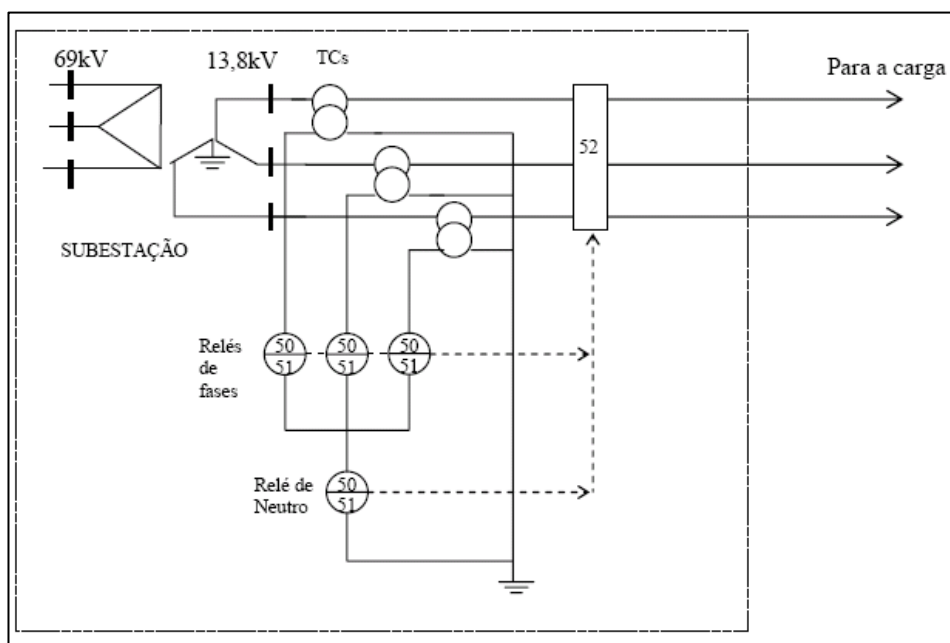 69kV
13,8kV
TCs
Para a carga
52
SUBESTAÇÃO
Relés
de
fases
50
51
50
51
50
51
Relé de
Neutro
50
51